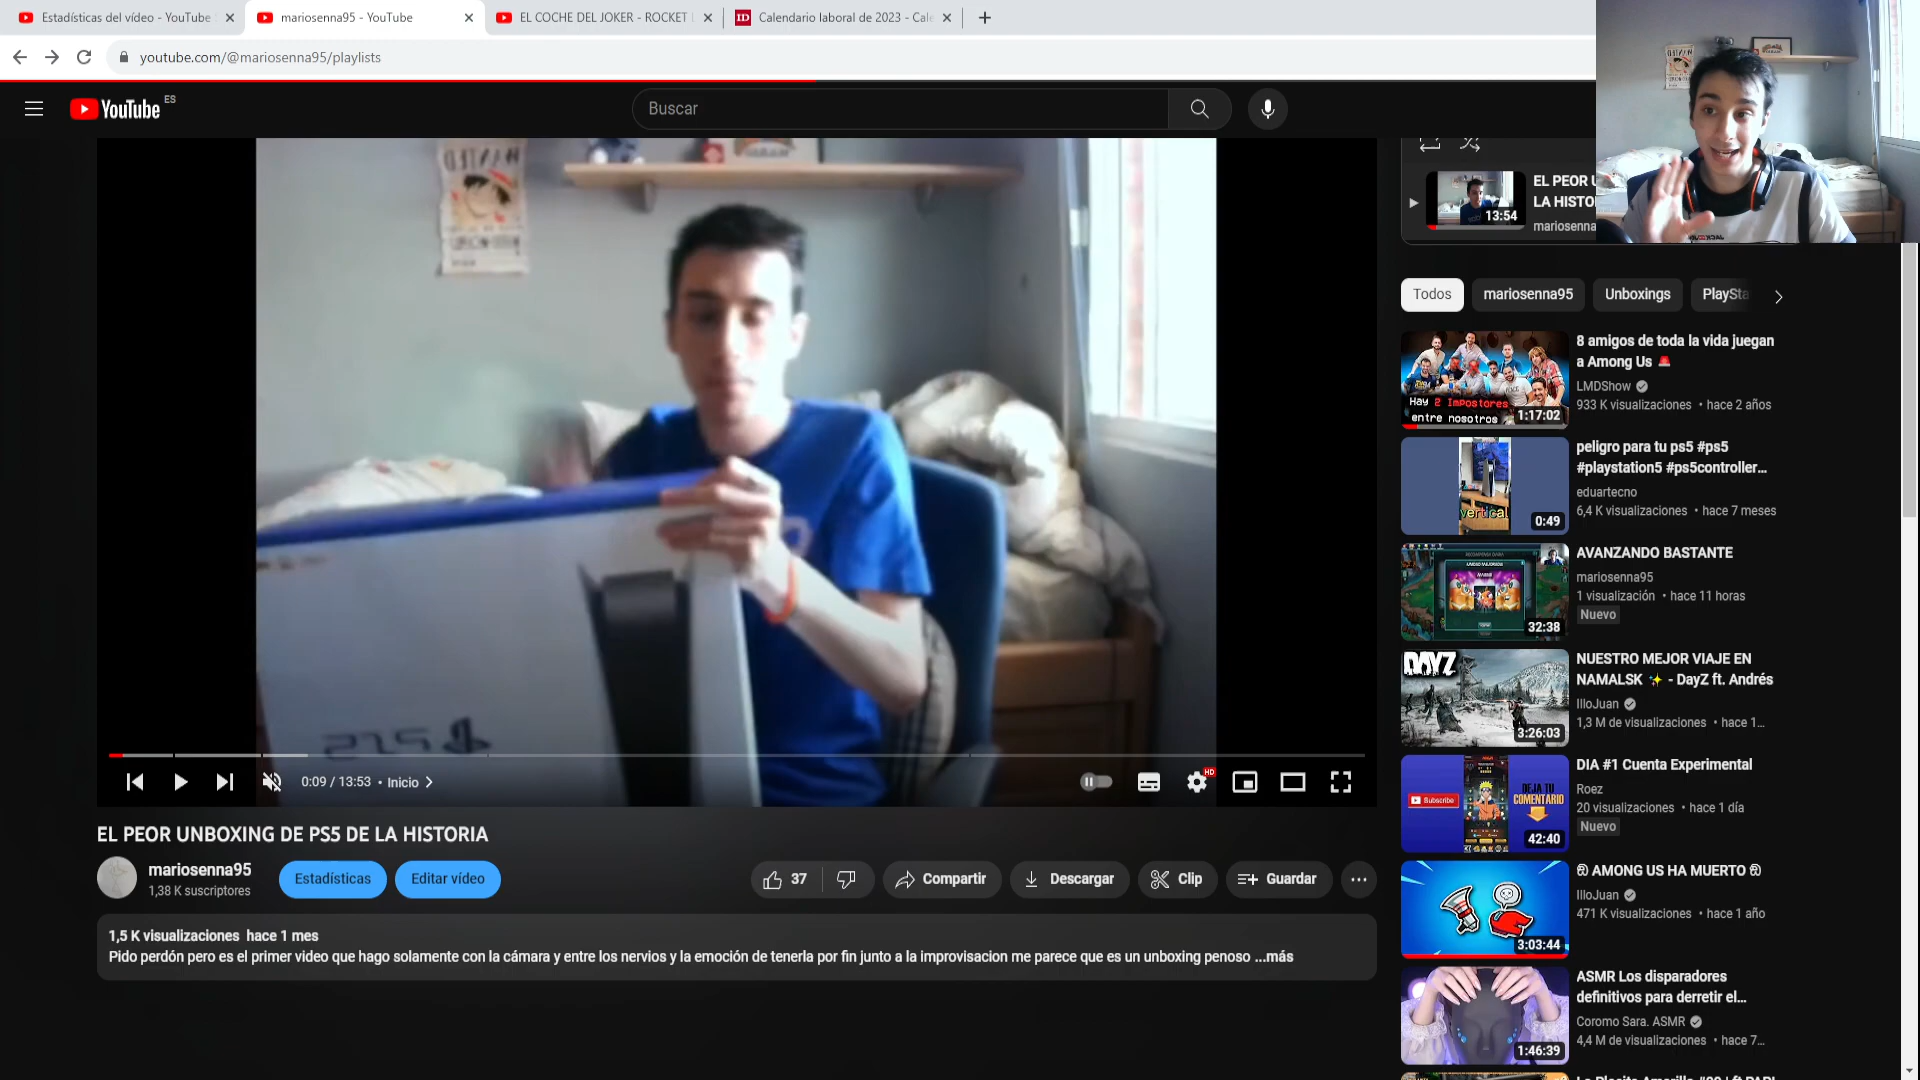 Estadísticas del vídeo - YouTube
mariosenna95 - YouTube
EL COCHE DEL JOKER - ROCKET
Calendario laboral de 2023 - Cale
youtube.com/@mariosenna95/playlists
YouTube ES
Buscar
EL PEOR
LA HISTO
mariosenna
13:54
Todos
mariosenna95
Unboxings
PlaySta
8 amigos de toda la vida juegan
a Among Us
LMDShow
933 K visualizaciones • hace 2 años
Hay 2 Impostores
entre nosotros
1:17:02
peligro para tu ps5 #ps5
#playstation5 #ps5controller...
eduartecno
6,4 K visualizaciones • hace 7 meses
vertical
0:49
AVANZANDO BASTANTE
mariosenna95
1 visualización • hace 11 horas
Nuevo
32:38
NUESTRO MEJOR VIAJE EN
NAMALSK ✨ - DayZ ft. Andrés
IlloJuan
1,3 M de visualizaciones • hace 1...
DAYZ
3:26:03
DIA #1 Cuenta Experimental
Roez
20 visualizaciones • hace 1 día
Nuevo
Subscribe
DEJA TU
COMENTARIO
42:40
AMONG US HA MUERTO
IlloJuan
471 K visualizaciones • hace 1 año
3:03:44
ASMR Los disparadores
definitivos para derretir el...
Coromo Sara. ASMR
4,4 M de visualizaciones • hace 7...
1:46:39
0:09 / 13:53 • Inicio
HD
EL PEOR UNBOXING DE PS5 DE LA HISTORIA
mariosenna95
1,38 K suscriptores
Estadísticas
Editar vídeo
37
Compartir
Descargar
Clip
Guardar
1,5 K visualizaciones hace 1 mes
Pido perdón pero es el primer video que hago solamente con la cámara y entre los nervios y la emoción de tenerla por fin junto a la improvisacion me parece que es un unboxing penoso ...más